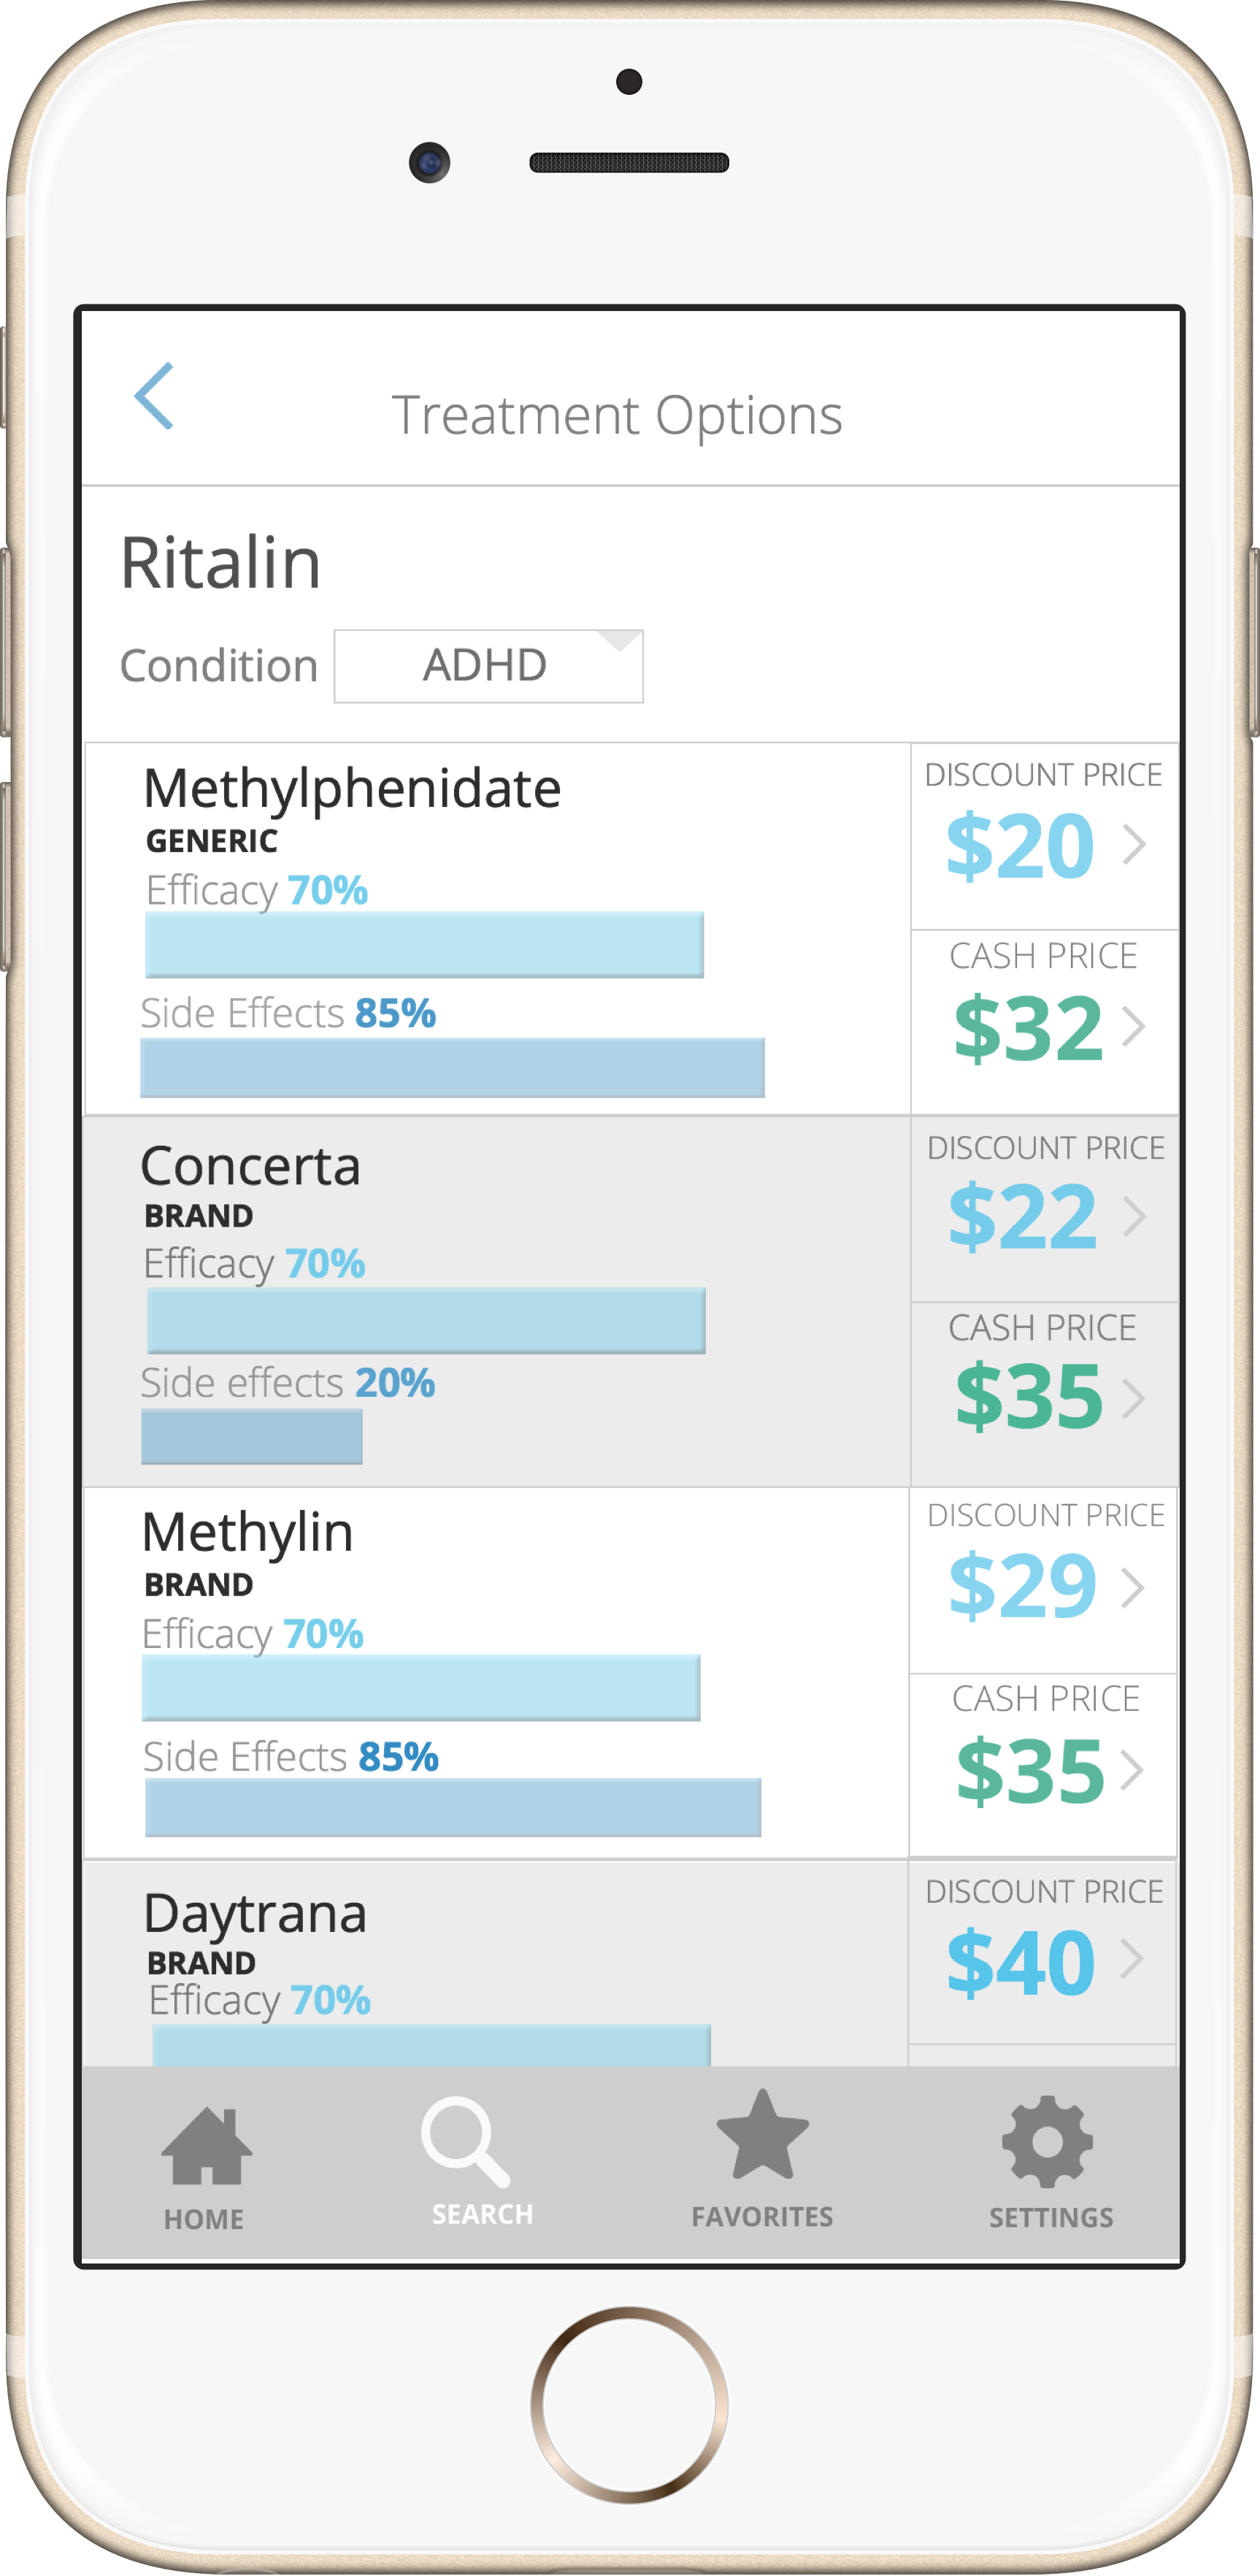 Treatment Options
Ritalin
Condition ADHD
Methylphenidate
GENERIC
Efficacy 70%
Side Effects 85%
DISCOUNT PRICE
$20
CASH PRICE
$32
Concerta
BRAND
Efficacy 70%
Side effects 20%
DISCOUNT PRICE
$22
CASH PRICE
$35
Methylin
BRAND
Efficacy 70%
Side Effects 85%
DISCOUNT PRICE
$29
CASH PRICE
$35
Daytrana
BRAND
Efficacy 70%
DISCOUNT PRICE
$40
HOME SEARCH FAVORITES SETTINGS